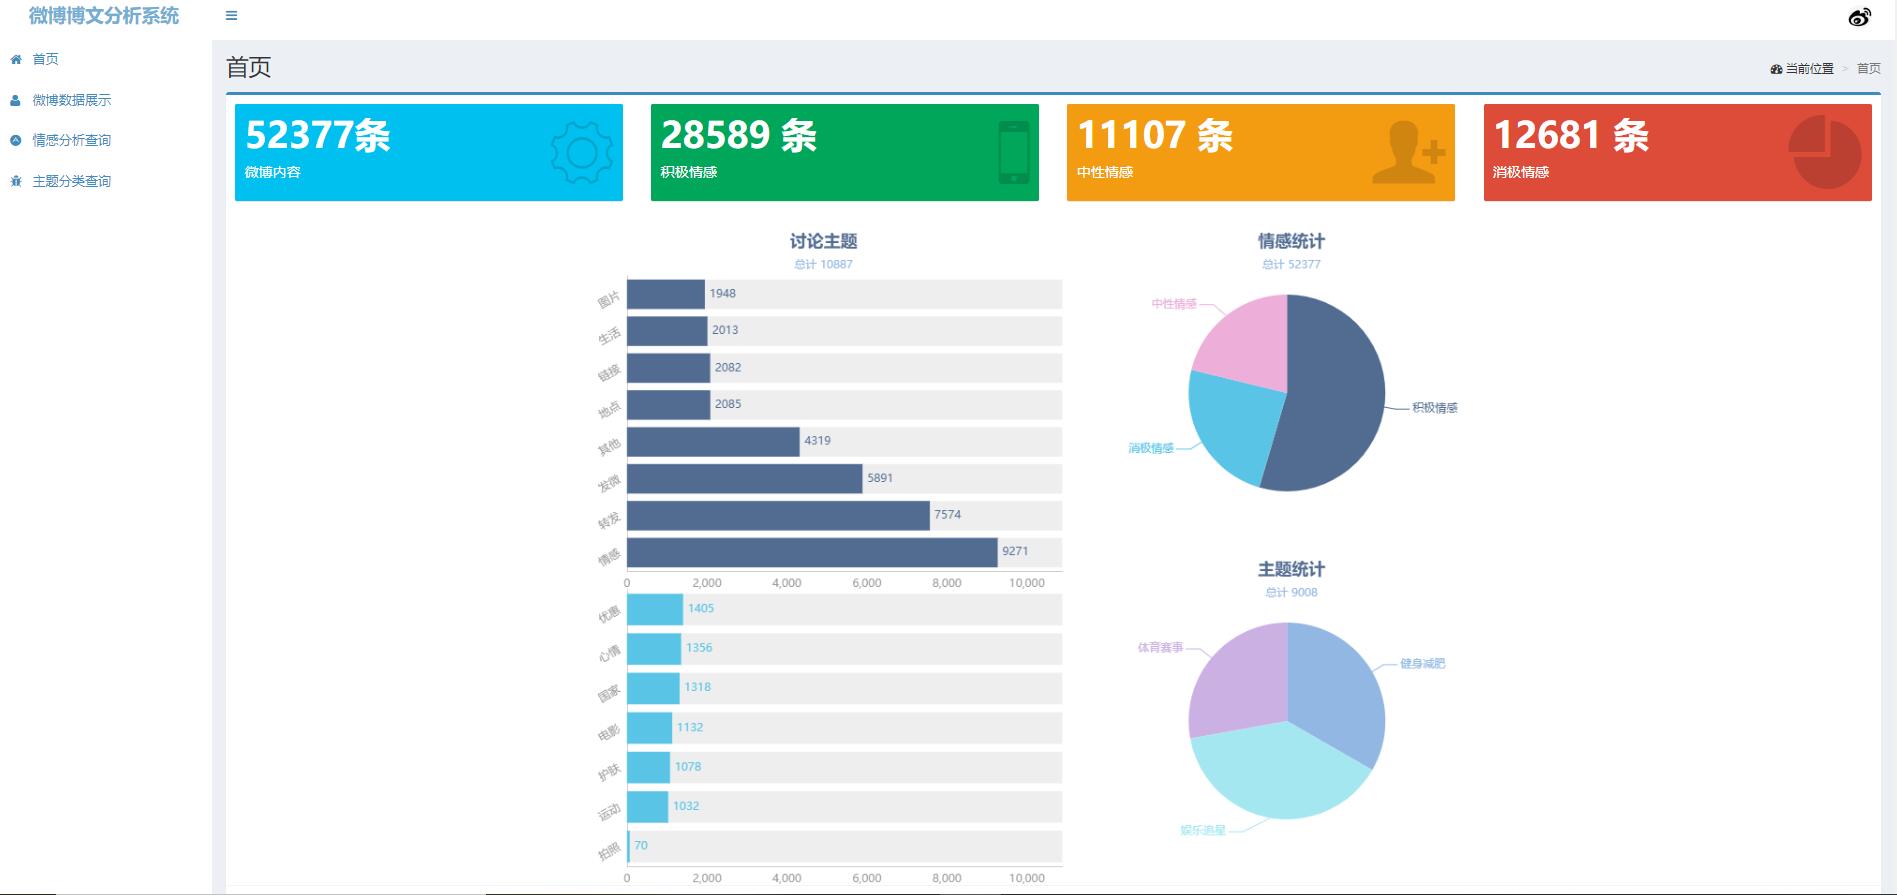 微博博文分析系统
首页
微博数据展示
情感分析查询
主题分类查询
首页
当前位置 > 首页
52377条
微博内容
28589 条
积极情感
11107 条
中性情感
12681 条
消极情感
讨论主题
总计 10887
图片 1948
生活 2013
链接 2082
地点 2085
其他 4319
发微 5891
转发 7574
情感 9271
0 2,000 4,000 6,000 8,000 10,000
优惠 1405
心情 1356
国家 1318
电影 1132
护肤 1078
运动 1032
拍照 70
0 2,000 4,000 6,000 8,000 10,000
情感统计
总计 52377
中性情感
积极情感
消极情感
主题统计
总计 9008
体育赛事
健身减肥
娱乐追星